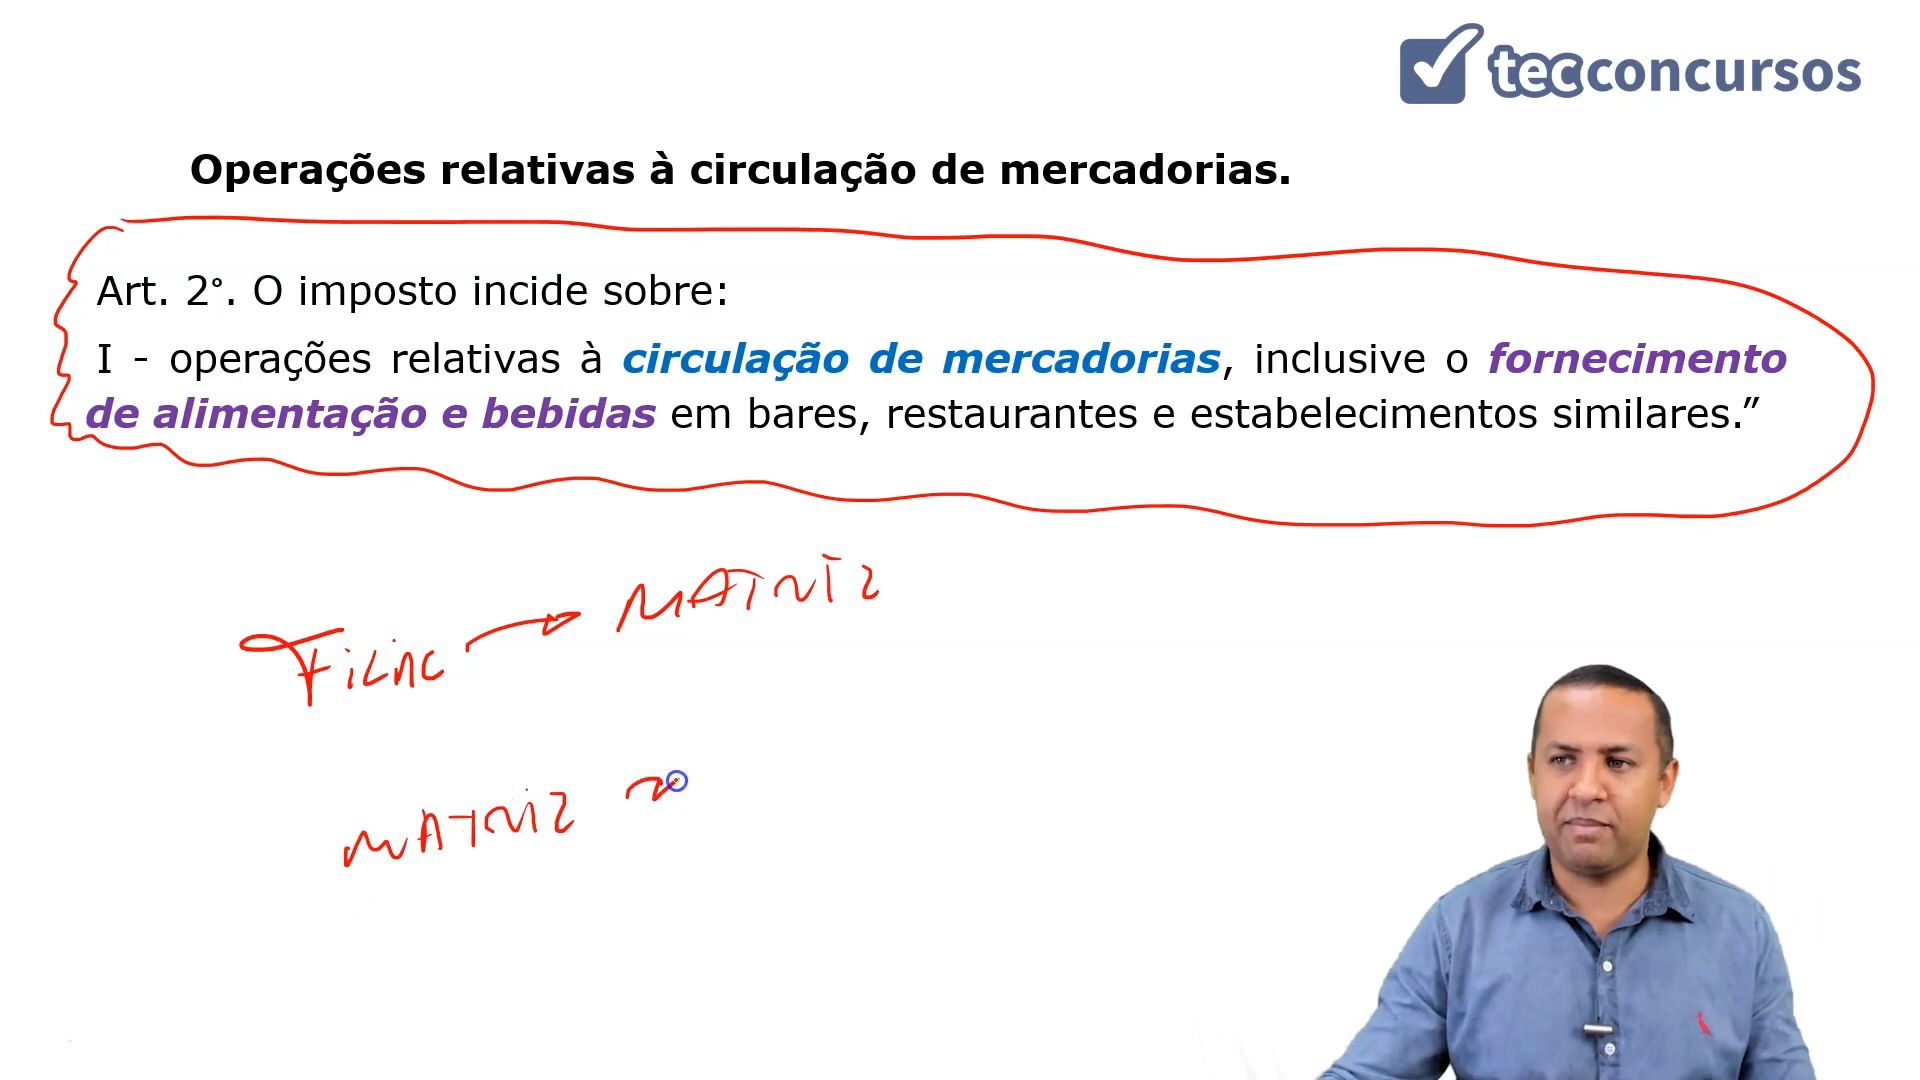 tecconcursos
Operações relativas à circulação de mercadorias.
Art. 2°. O imposto incide sobre:
I - operações relativas à circulação de mercadorias, inclusive o fornecimento
de alimentação e bebidas em bares, restaurantes e estabelecimentos similares.”
FiLiAL MATRIZ
MATRiZ